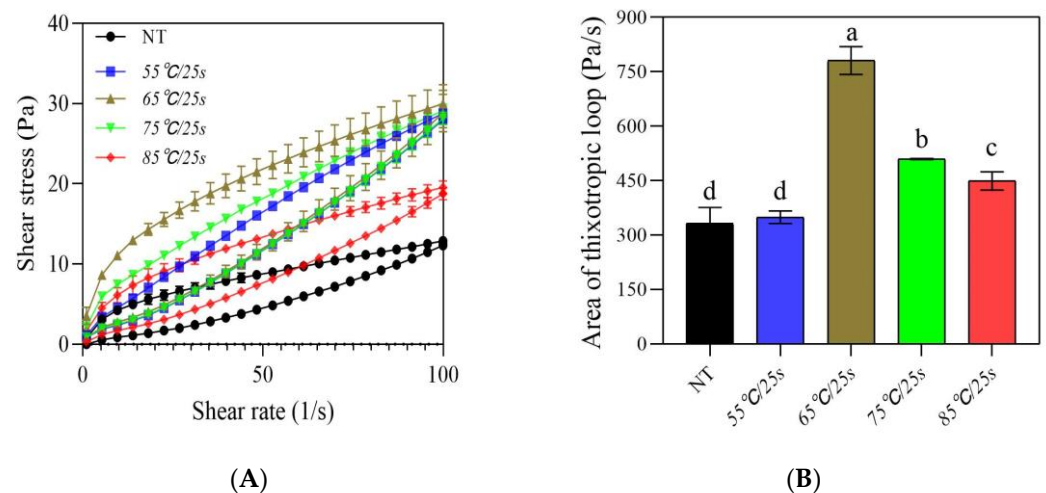 40
30
20
10
0
Shear stress (Pa)
NT
55℃/25s
65℃/25s
75℃/25s
85℃/25s
0 50 100
Shear rate (1/s)
(A)
900
750
600
450
300
150
0
Area of thixotropic loop (Pa/s)
d d a b c
NT 55℃/25s 65℃/25s 75℃/25s 85℃/25s
(B)